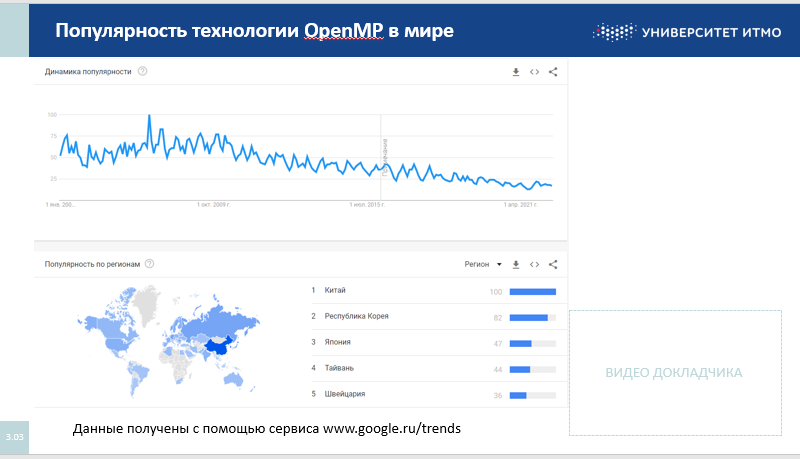 Популярность технологии OpenMP в мире
УНИВЕРСИТЕТ ИТМО
Динамика популярности
100
75
50
25
Примечание
1 янв. 200…
1 окт. 2009 г.
1 июл. 2015 г.
1 апр. 2021 г.
Популярность по регионам
Регион
1 Китай 100
2 Республика Корея 82
3 Япония 47
4 Тайвань 44
5 Швейцария 36
ВИДЕО ДОКЛАДЧИКА
3.03
Данные получены с помощью сервиса www.google.ru/trends